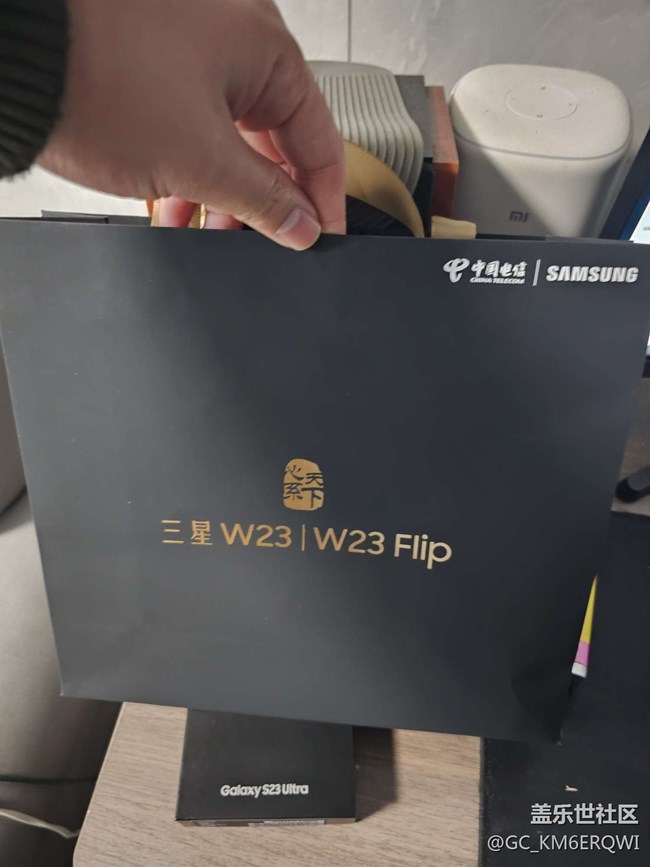 中国电信 | SAMSUNG
CHINA TELECOM
心系
天下
三星 W23 | W23 Flip
Galaxy S23 Ultra
盖乐世社区
@GC_KM6ERQWI